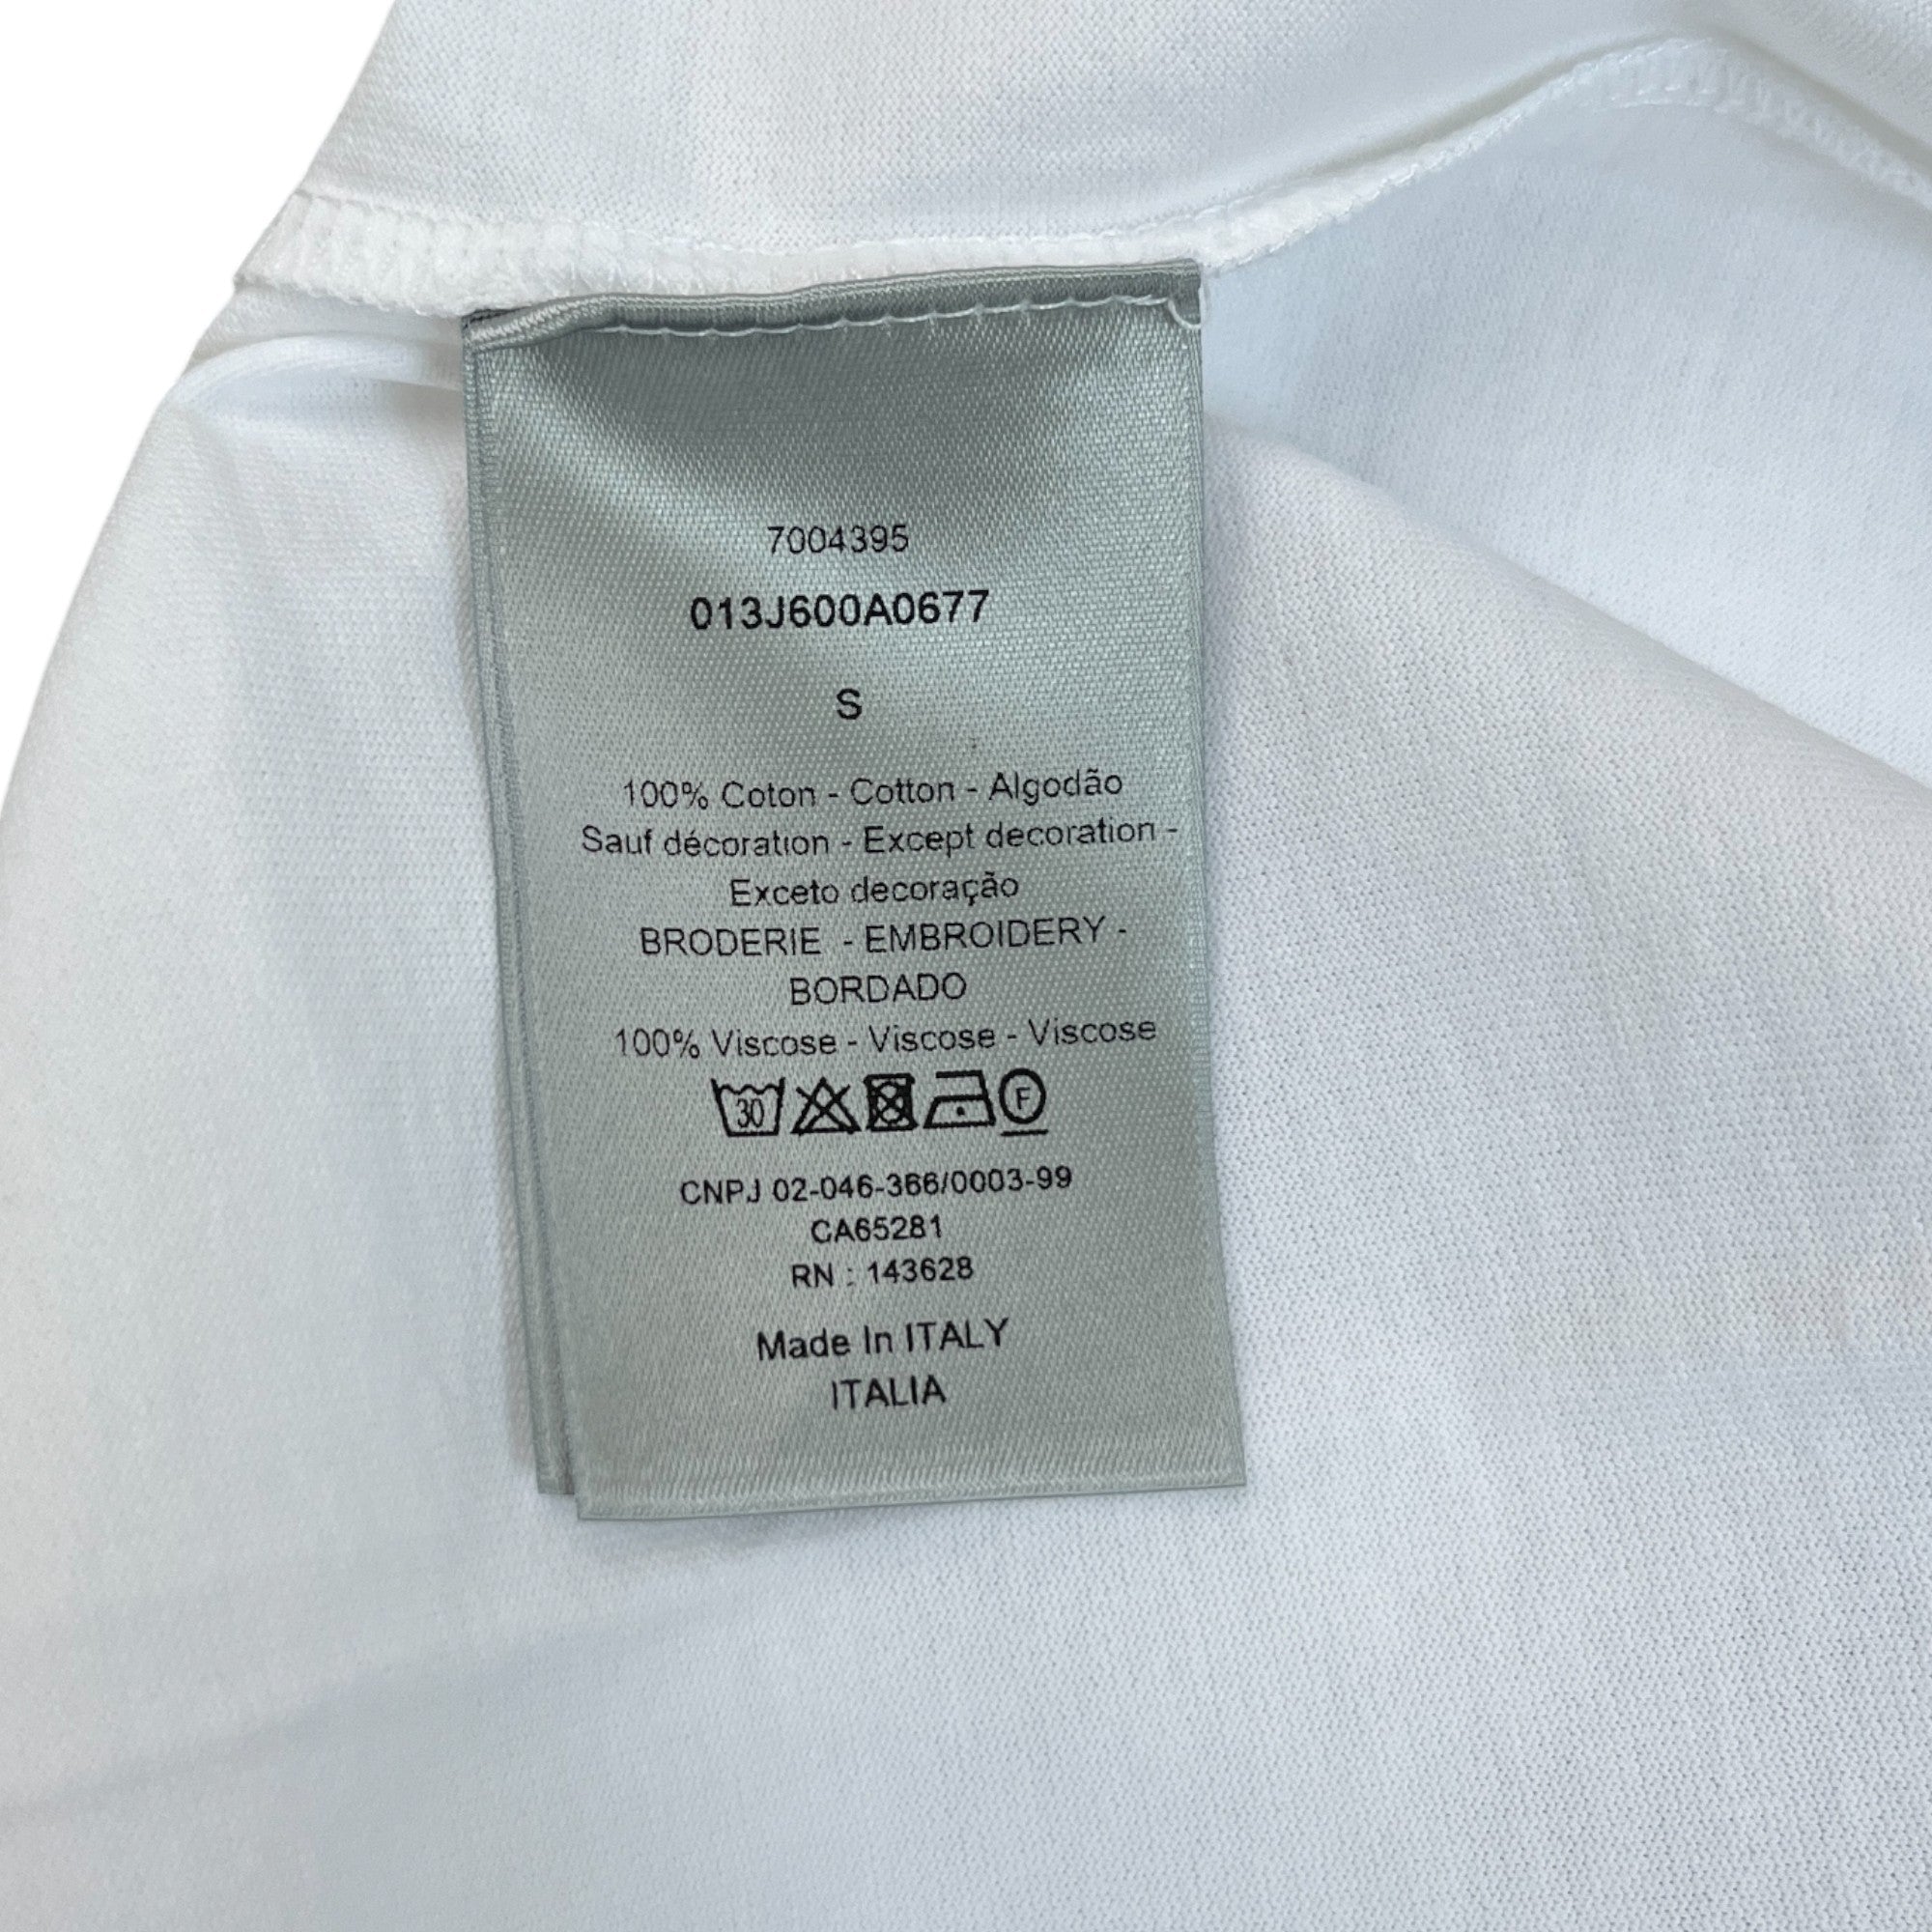 7004395
013J600A0677
S
100% Coton - Cotton - Algodão
Sauf décoration - Except decoration -
Exceto decoração
BRODERIE - EMBROIDERY -
BORDADO
100% Viscose - Viscose - Viscose
30 F
CNPJ 02-046-366/0003-99
CA65281
RN : 143628
Made In ITALY
ITALIA